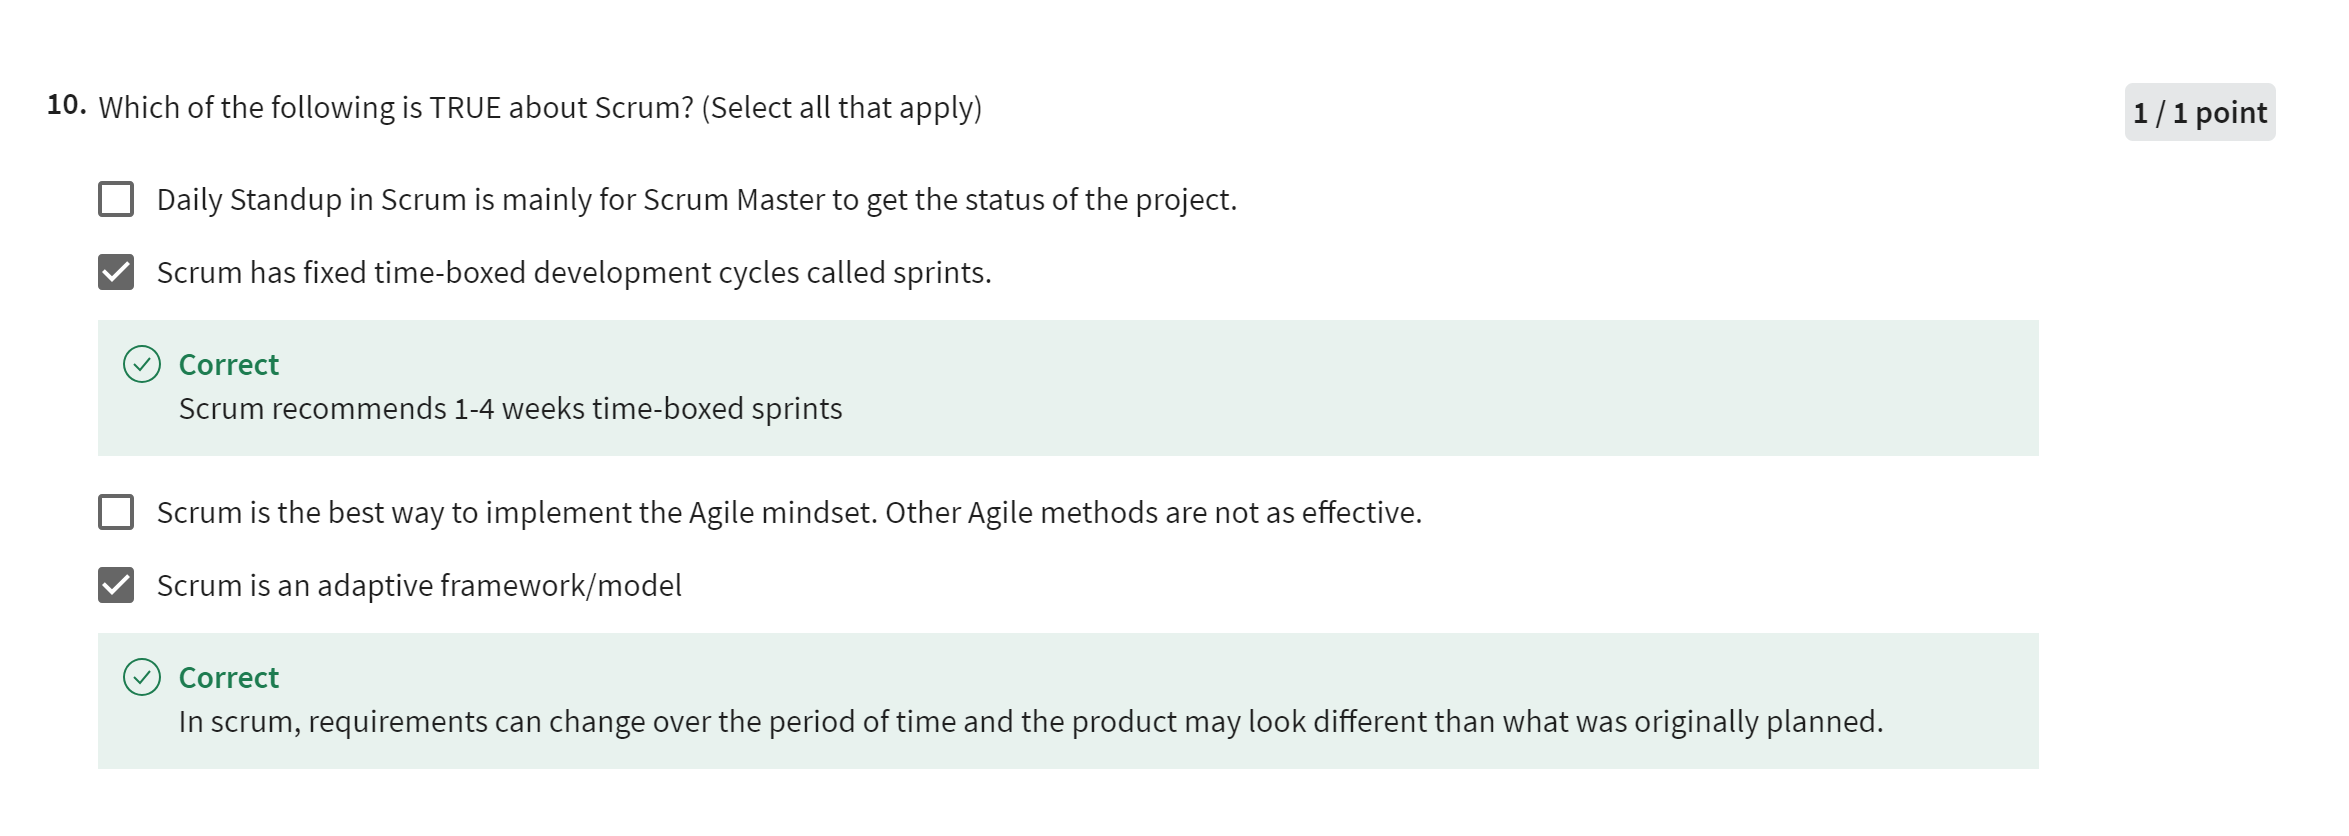 10. Which of the following is TRUE about Scrum? (Select all that apply)
1 / 1 point
Daily Standup in Scrum is mainly for Scrum Master to get the status of the project.
Scrum has fixed time-boxed development cycles called sprints.
Correct
Scrum recommends 1-4 weeks time-boxed sprints
Scrum is the best way to implement the Agile mindset. Other Agile methods are not as effective.
Scrum is an adaptive framework/model
Correct
In scrum, requirements can change over the period of time and the product may look different than what was originally planned.